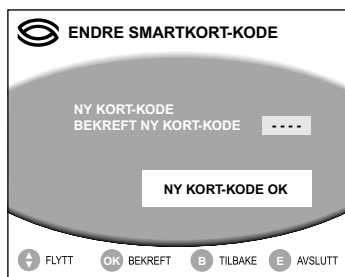 ENDRE SMARTKORT-KODE
NY KORT-KODE
BEKREFT NY KORT-KODE - - - -
NY KORT-KODE OK
FLYTT OK BEKREFT B TILBAKE E AVSLUTT